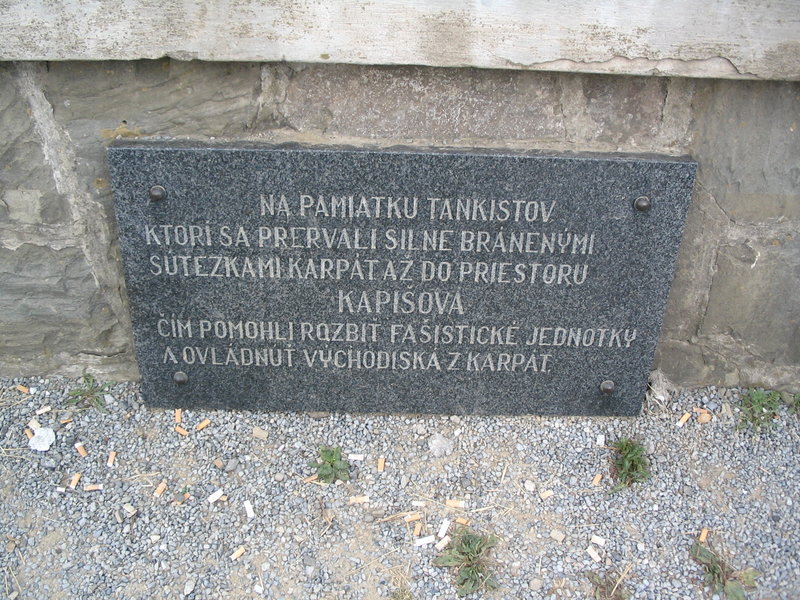 NA PAMIATKU TANKISTOV
KTORÍ SA PRERVALI SILNE BRÁNENÝMI
SÚTEZKAMI KARPÁT AŽ DO PRIESTORU
KAPIŠOVÁ
ČÍM POMOHLI ROZBIŤ FAŠISTICKÉ JEDNOTKY
A OVLÁDNUŤ VÝCHODISKÁ Z KARPÁT.